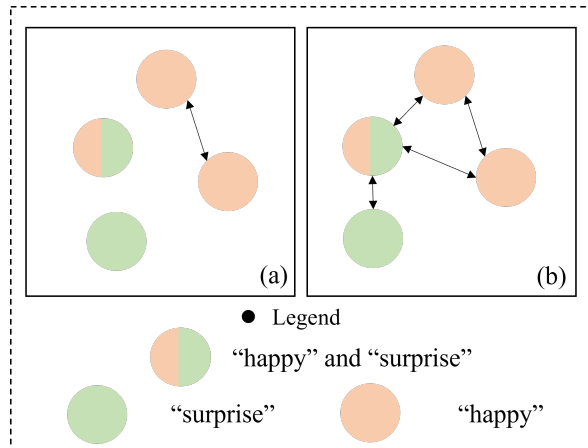 (a)
(b)
Legend
“happy” and “surprise”
“surprise”
“happy”